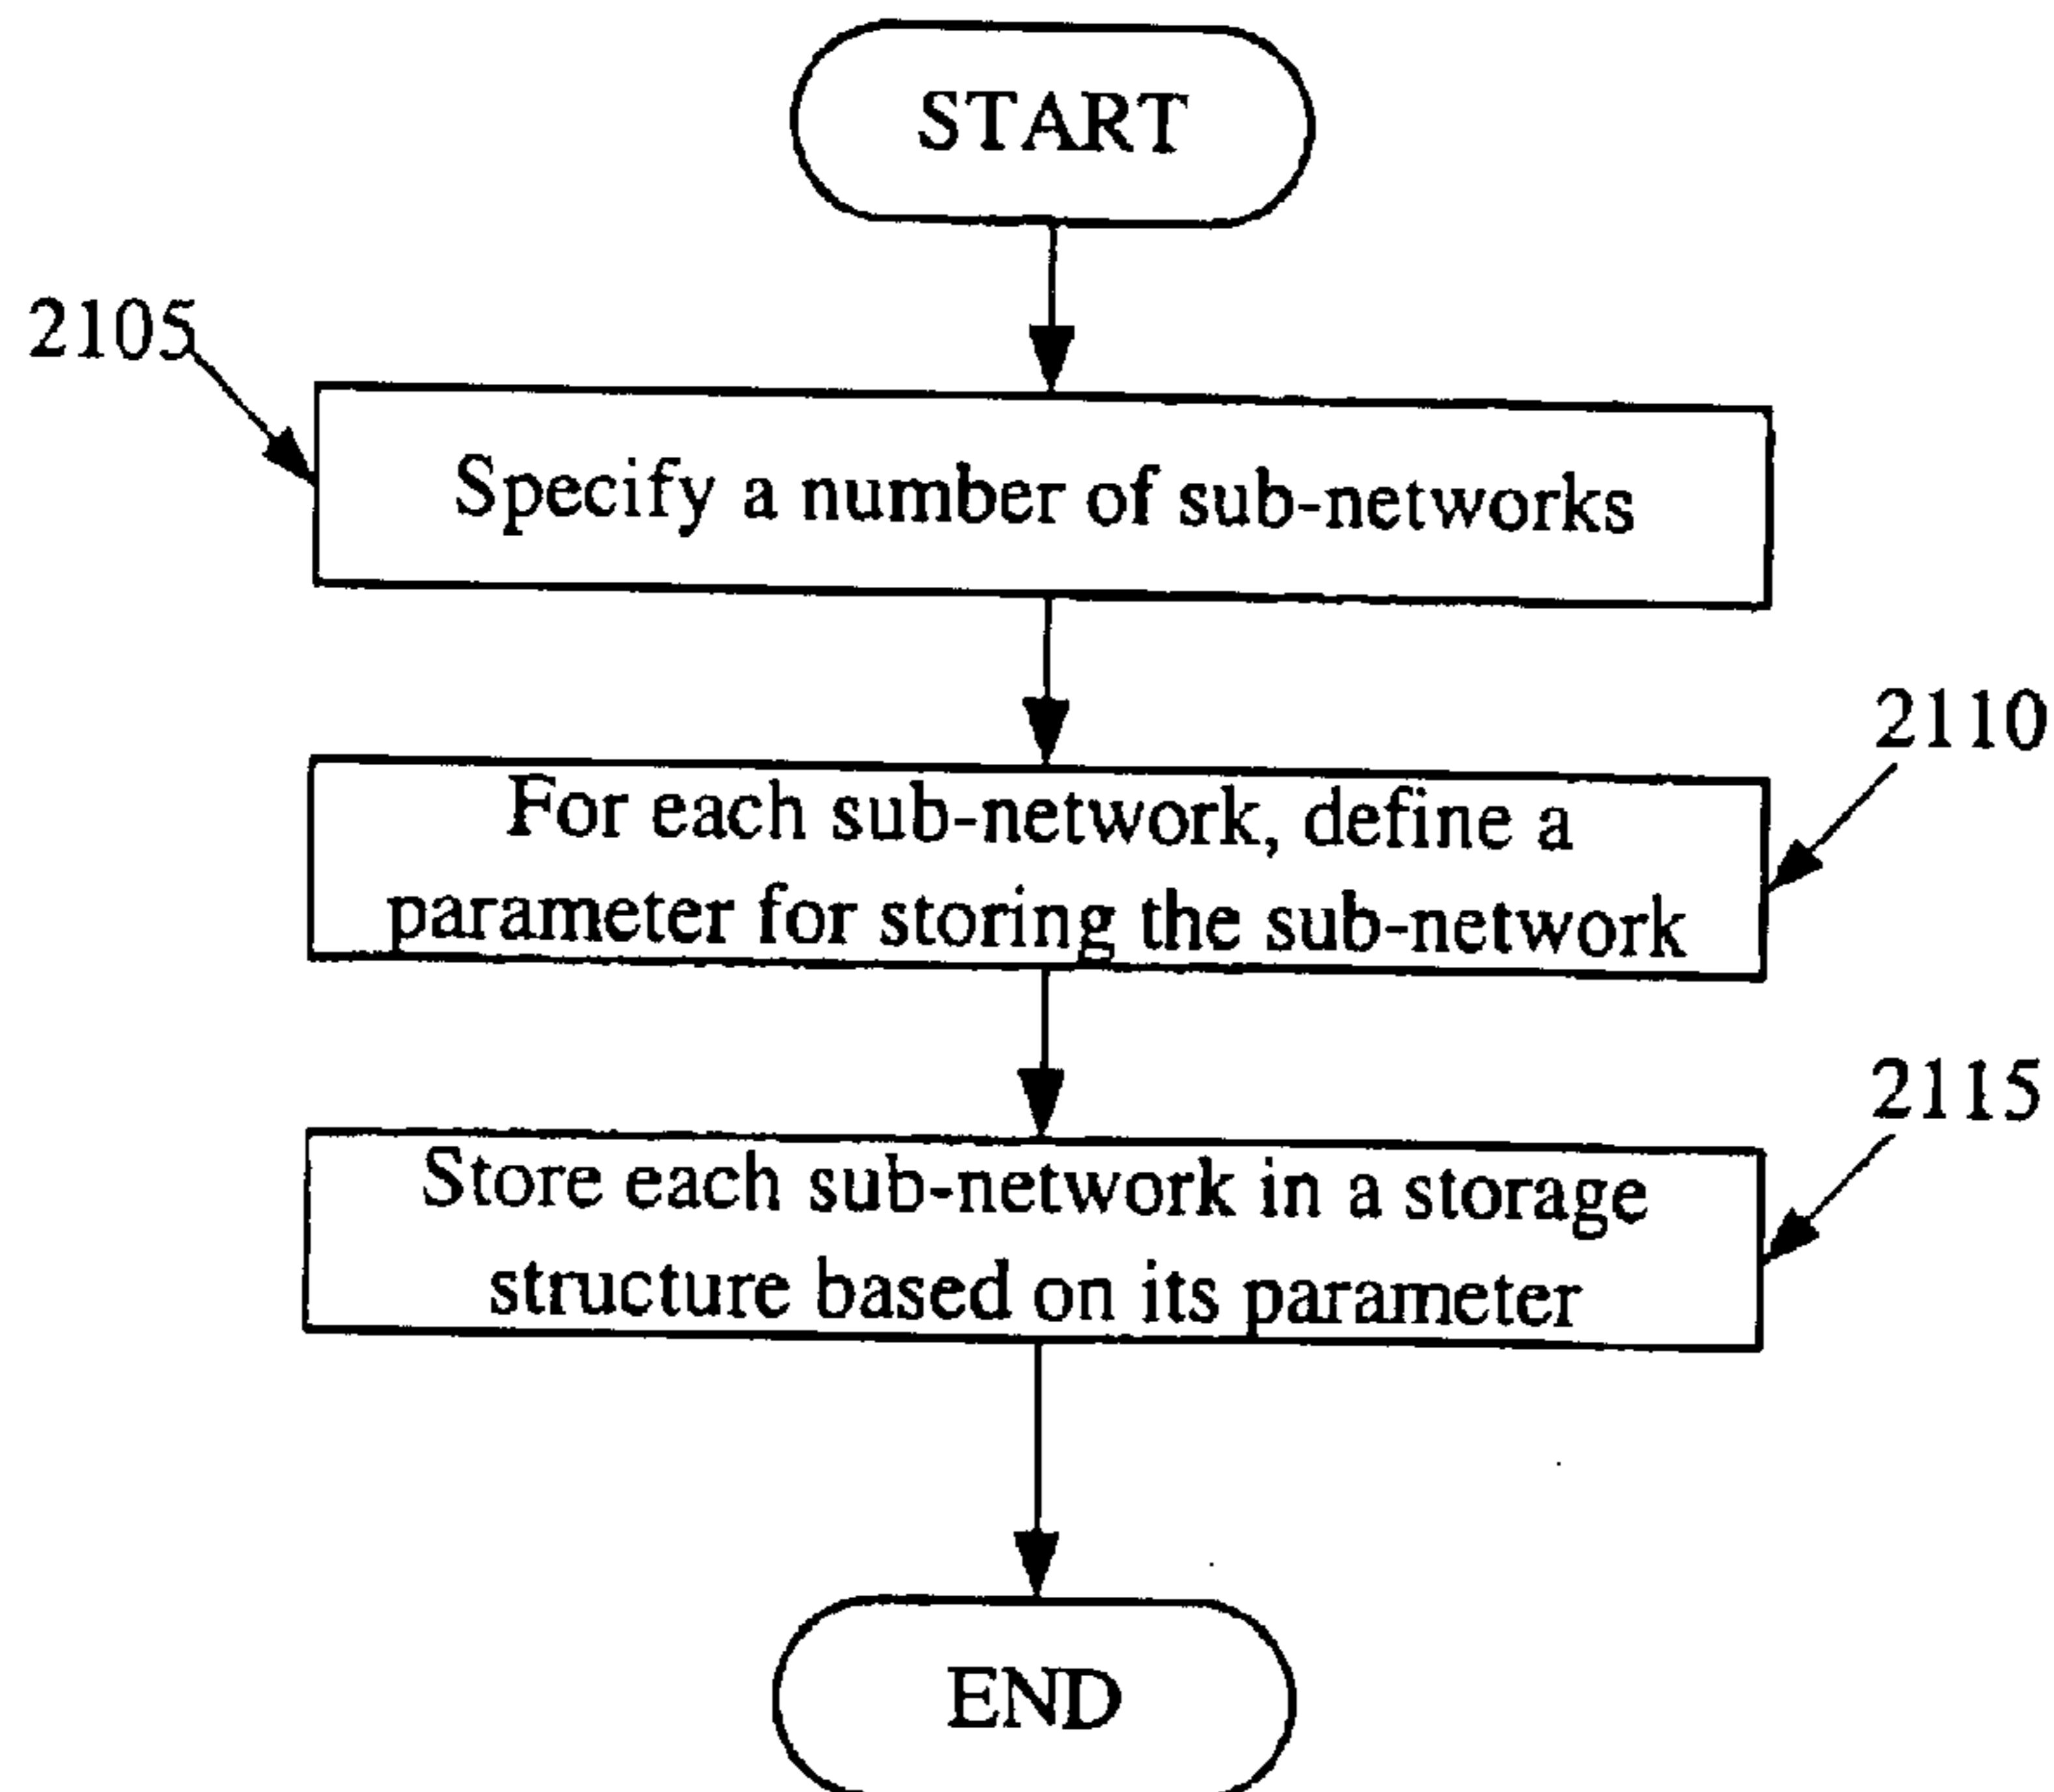 START
2105
Specify a number of sub-networks
2110
For each sub-network, define a
parameter for storing the sub-network
2115
Store each sub-network in a storage
structure based on its parameter
END